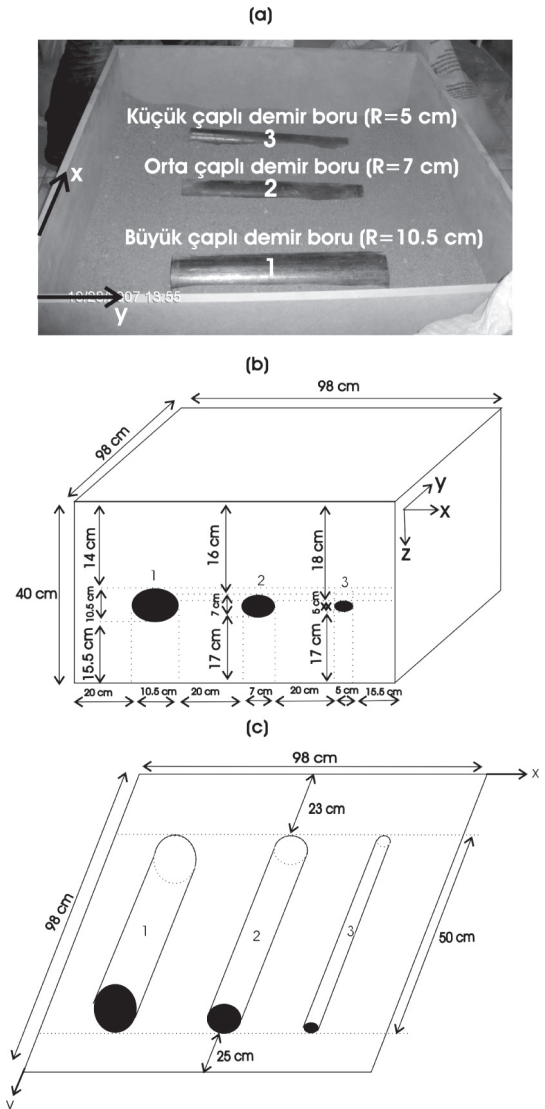 (a)
Küçük çaplı demir boru (R=5 cm)
3
Orta çaplı demir boru (R=7 cm)
2
x
Büyük çaplı demir boru (R=10.5 cm)
1
y
(b)
98 cm
98 cm
y
x
z
40 cm
14 cm
16 cm
18 cm
1
2
3
10.5 cm
7 cm
5 cm
15.5 cm
17 cm
17 cm
20 cm
10.5 cm
20 cm
7 cm
20 cm
5 cm
15.5 cm
(c)
98 cm
X
23 cm
98 cm
1
2
3
50 cm
25 cm